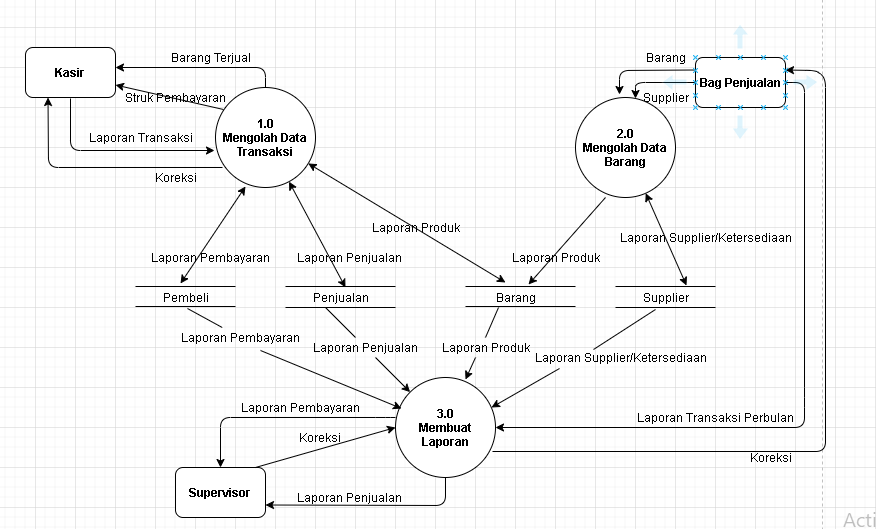 Barang Terjual
Kasir
Struk Pembayaran
1.0
Mengolah Data
Transaksi
Laporan Transaksi
Koreksi
Barang
Bag Penjualan
Supplier
2.0
Mengolah Data
Barang
Laporan Produk
Laporan Supplier/Ketersediaan
Laporan Pembayaran
Laporan Penjualan
Laporan Produk
Pembeli
Penjualan
Barang
Supplier
Laporan Pembayaran
Laporan Penjualan
Laporan Produk
Laporan Supplier/Ketersediaan
Laporan Pembayaran
3.0
Membuat
Laporan
Laporan Transaksi Perbulan
Koreksi
Koreksi
Supervisor
Laporan Penjualan
Acti